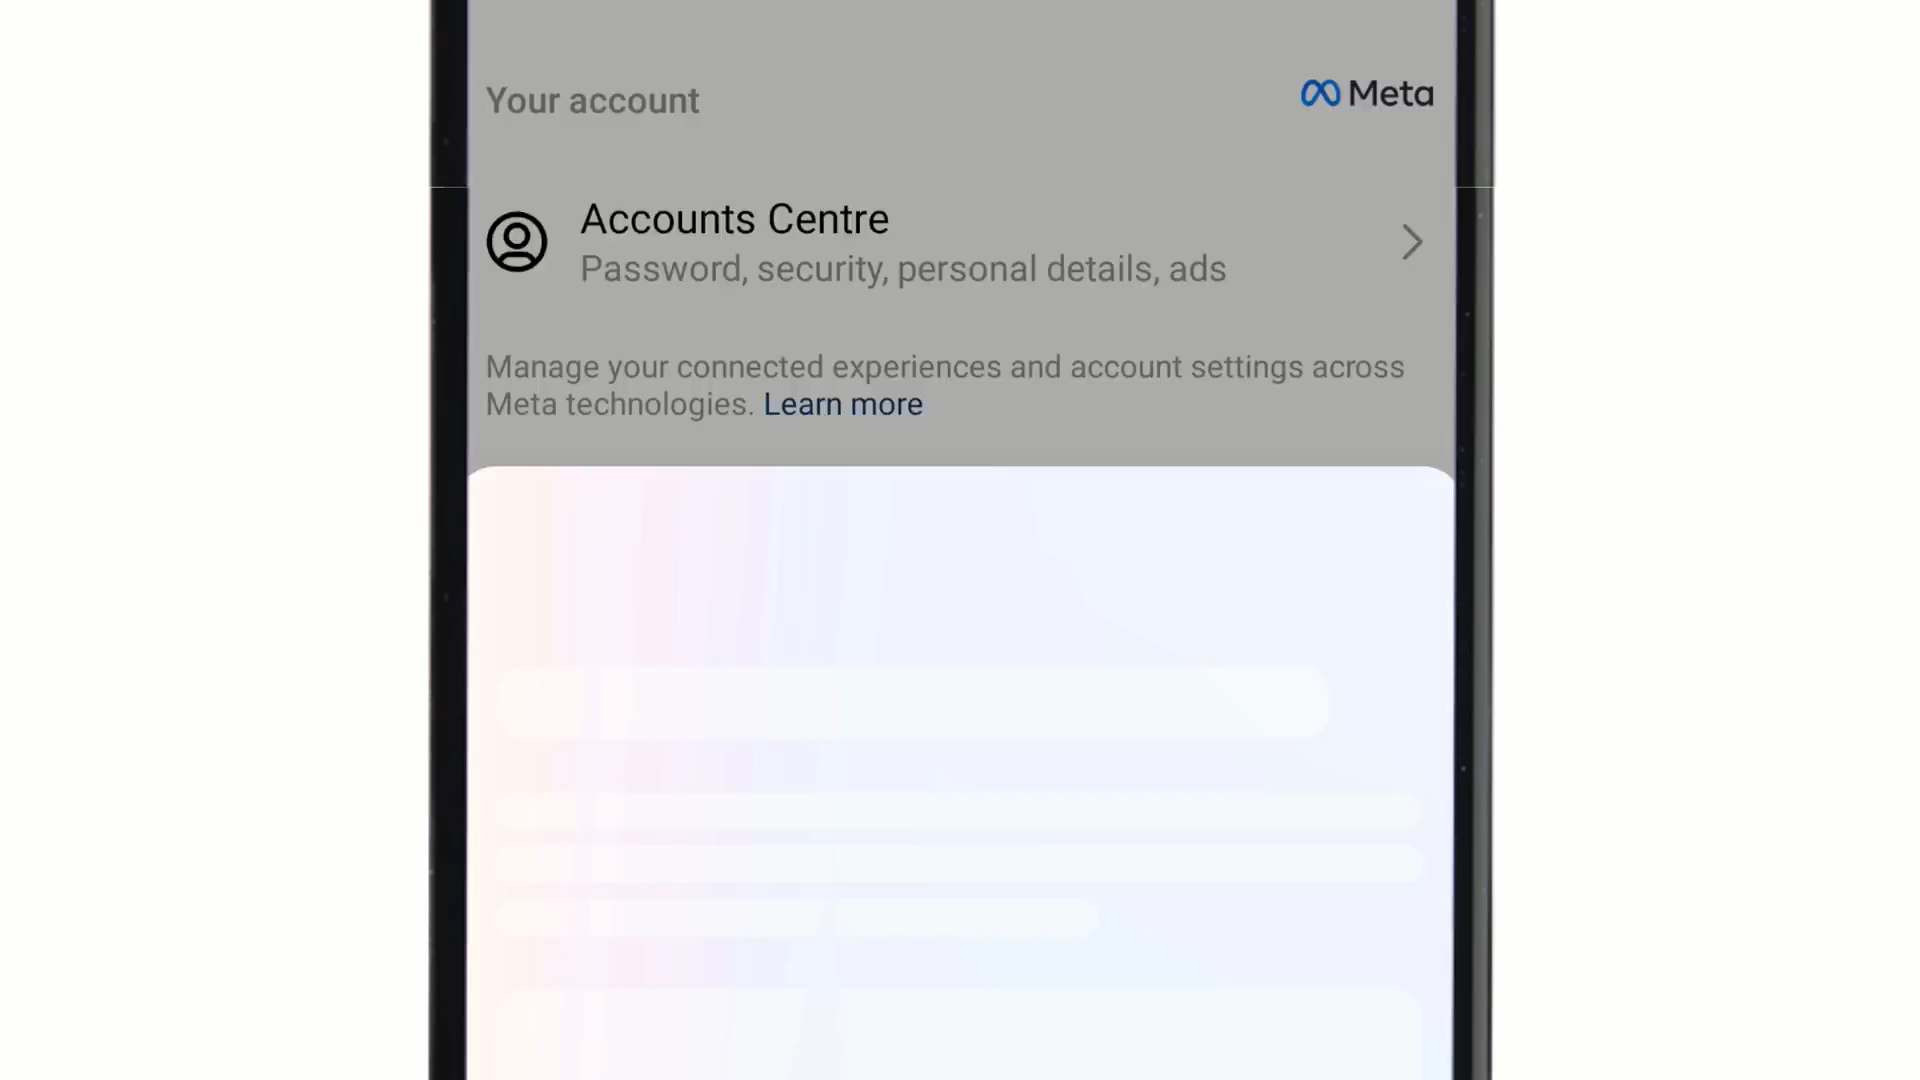 Your account
Meta
Accounts Centre
Password, security, personal details, ads
Manage your connected experiences and account settings across
Meta technologies. Learn more